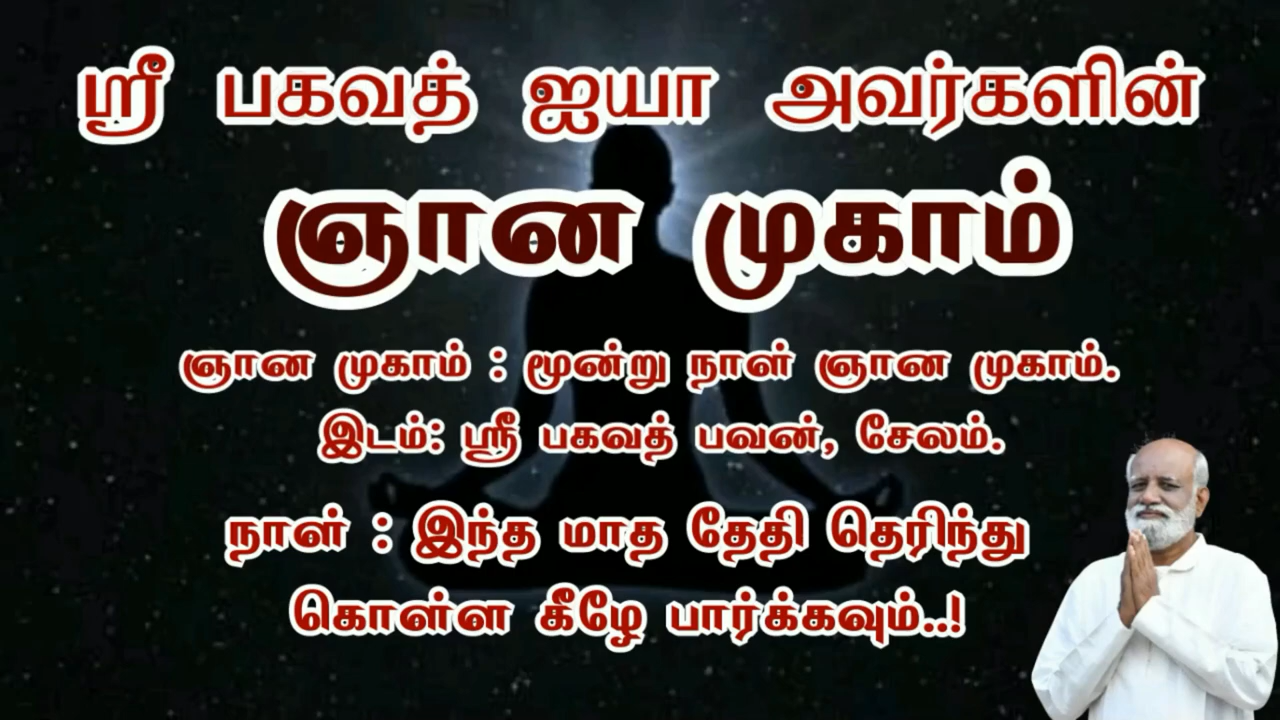 ஸ்ரீ பகவத் ஐயா அவர்களின்
ஞான முகாம்
ஞான முகாம் : மூன்று நாள் ஞான முகாம்.
இடம்: ஸ்ரீ பகவத் பவன், சேலம்.
நாள் : இந்த மாத தேதி தெரிந்து
கொள்ள கீழே பார்க்கவும்..!